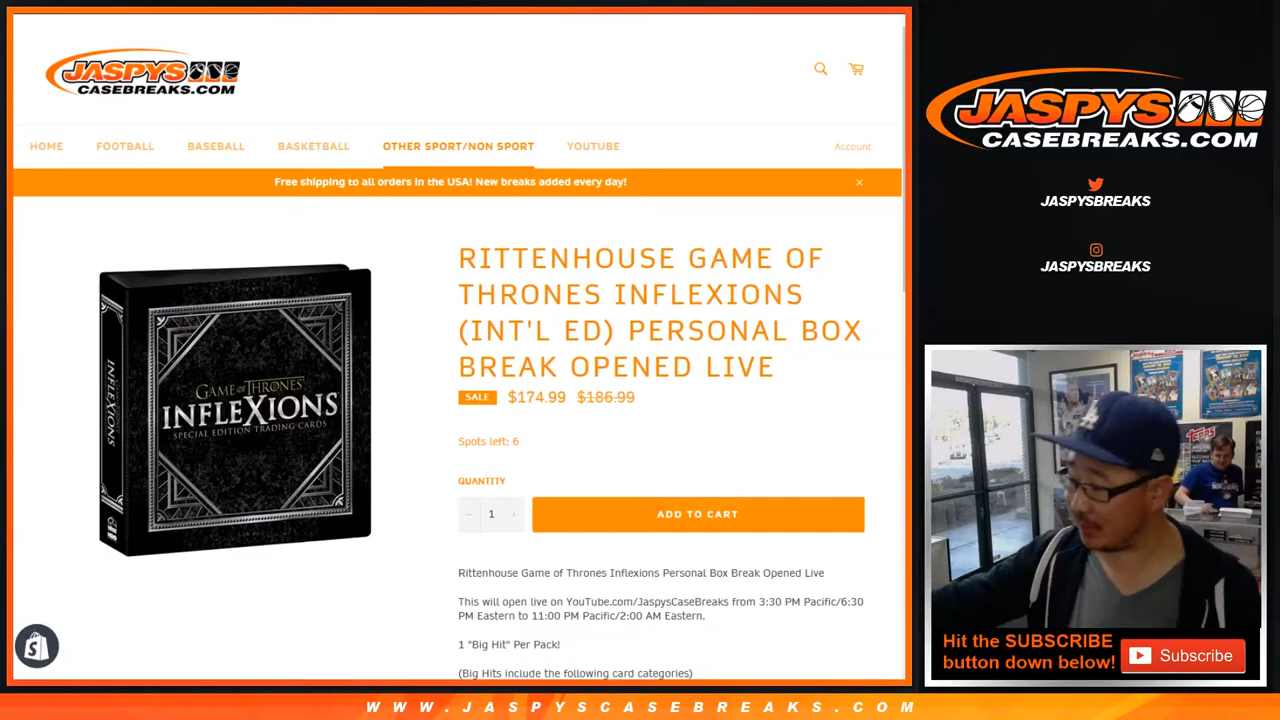 JASPYS
CASEBREAKS.COM
HOME FOOTBALL BASEBALL BASKETBALL OTHER SPORT/NON SPORT YOUTUBE Account
Free shipping to all orders in the USA! New breaks added every day! ×
GAME OF THRONES
INFLEXIONS
- SPECIAL EDITION TRADING CARDS -
INFLEXIONS
RITTENHOUSE GAME OF
THRONES INFLEXIONS
(INT'L ED) PERSONAL BOX
BREAK OPENED LIVE
SALE $174.99 $186.99
Spots left: 6
QUANTITY
− 1 +
ADD TO CART
Rittenhouse Game of Thrones Inflexions Personal Box Break Opened Live
This will open live on YouTube.com/JaspysCaseBreaks from 3:30 PM Pacific/6:30
PM Eastern to 11:00 PM Pacific/2:00 AM Eastern.
1 "Big Hit" Per Pack!
(Big Hits include the following card categories)
JASPYS
CASEBREAKS.COM
JASPYSBREAKS
JASPYSBREAKS
TOPPS
Hit the SUBSCRIBE
button down below!
Subscribe
WWW.JASPYSCASEBREAKS.COM